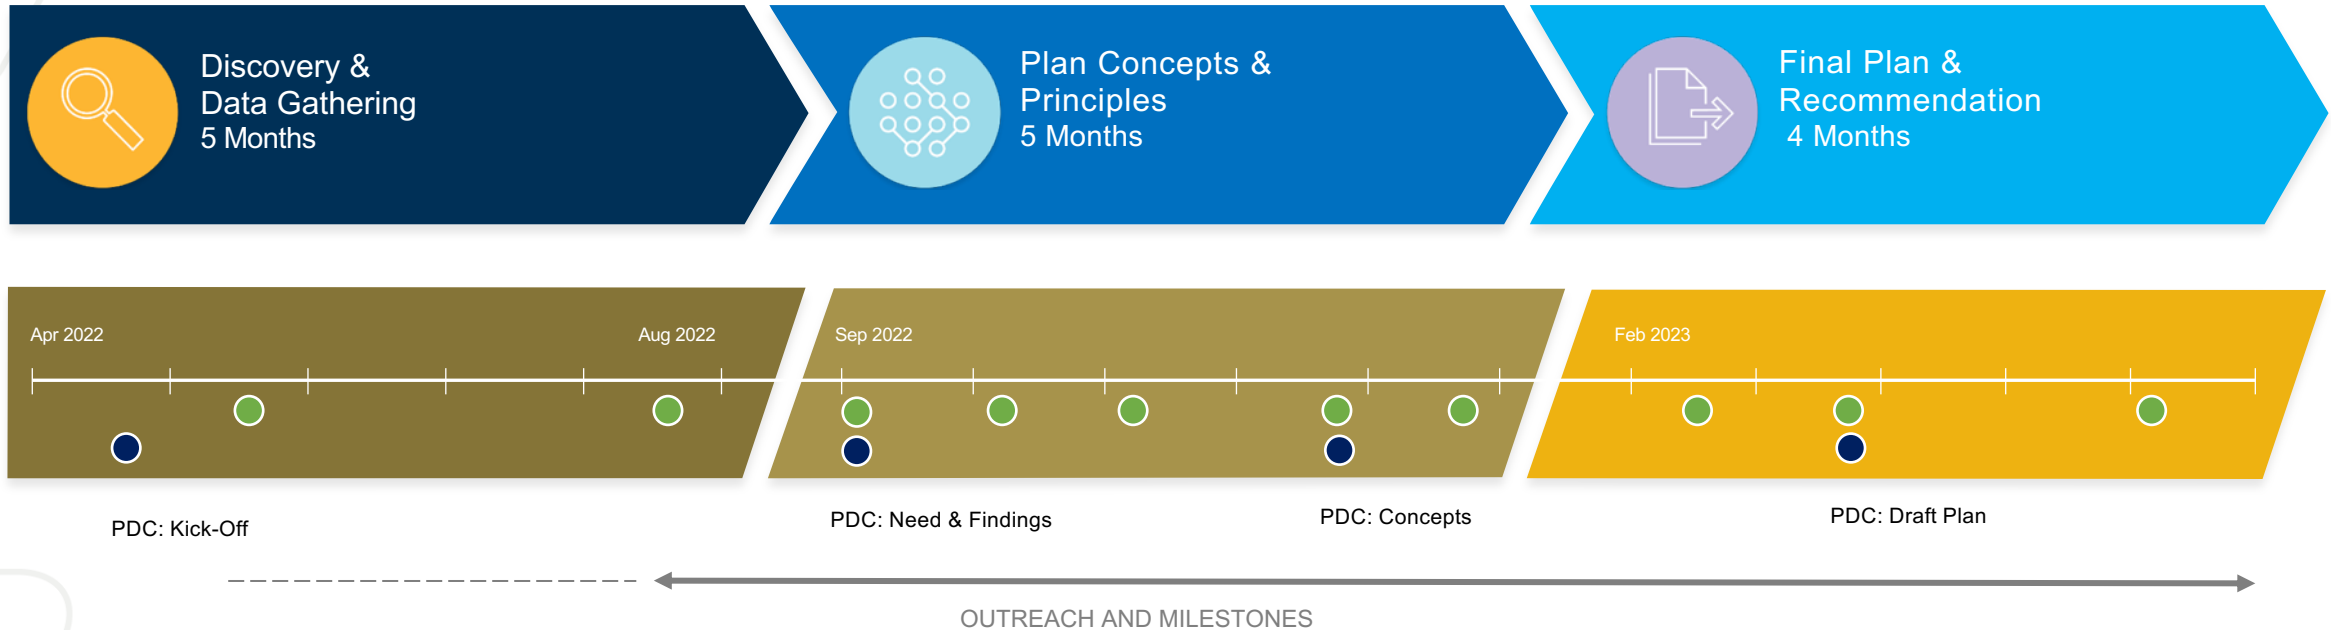 Discovery &
Data Gathering
5 Months
Plan Concepts &
Principles
5 Months
Final Plan &
Recommendation
4 Months
Apr 2022
Aug 2022
Sep 2022
Feb 2023
PDC: Kick-Off
PDC: Need & Findings
PDC: Concepts
PDC: Draft Plan
OUTREACH AND MILESTONES